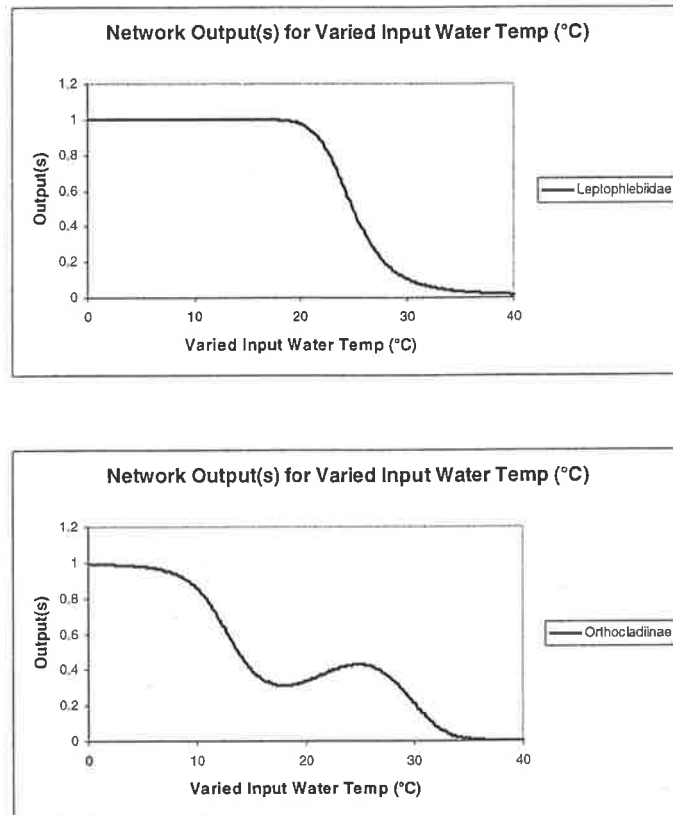 Network Output(s) for Varied Input Water Temp (°C)
1,2
1
0,8
0,6
0,4
0,2
0
Output(s)
0 10 20 30 40
Varied Input Water Temp (°C)
Leptophlebiidae
Network Output(s) for Varied Input Water Temp (°C)
1,2
1
0,8
0,6
0,4
0,2
0
Output(s)
0 10 20 30 40
Varied Input Water Temp (°C)
Orthocladiinae